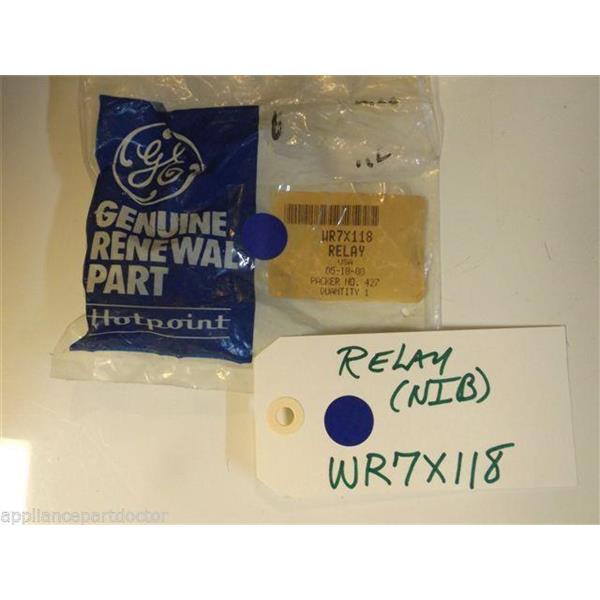 GE
GENUINE
RENEWAL
PART
Hotpoint
WR7X118
RELAY
USA
05-18-03
PACKER NO. 427
QUANTITY 1
RELAY
(NIB)
WR7X118
appliancepartdoctor